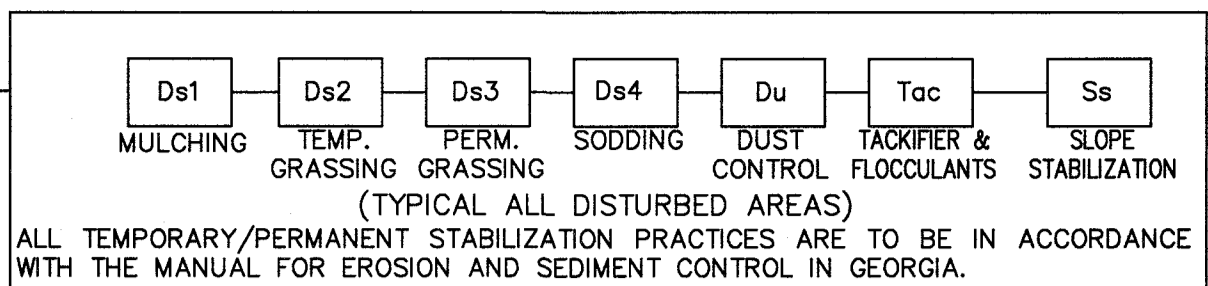 Ds1 Ds2 Ds3 Ds4 Du Tac Ss
MULCHING TEMP. GRASSING PERM. GRASSING SODDING DUST CONTROL TACKIFIER & FLOCCULANTS SLOPE STABILIZATION
(TYPICAL ALL DISTURBED AREAS)
ALL TEMPORARY/PERMANENT STABILIZATION PRACTICES ARE TO BE IN ACCORDANCE
WITH THE MANUAL FOR EROSION AND SEDIMENT CONTROL IN GEORGIA.